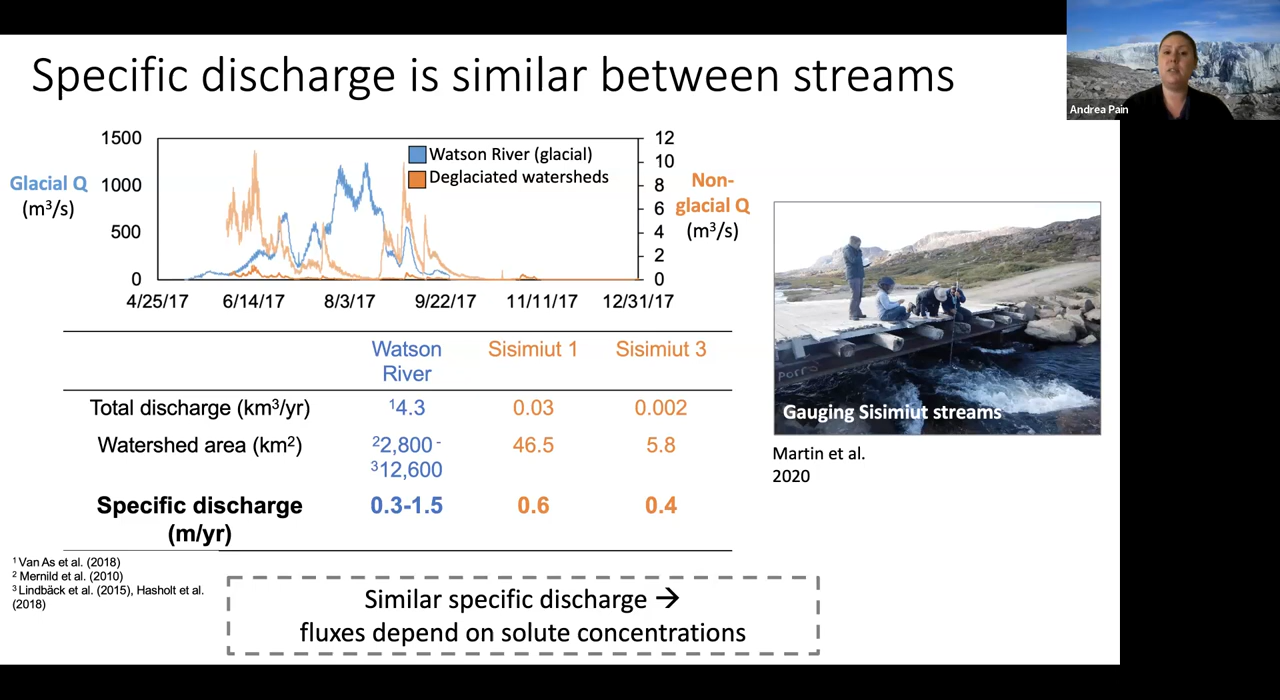 Specific discharge is similar between streams
Andrea Pain
1500
1000
500
0
Glacial Q
(m³/s)
Watson River (glacial)
Deglaciated watersheds
12
10
8
6
4
2
0
Non-
glacial Q
(m³/s)
4/25/17 6/14/17 8/3/17 9/22/17 11/11/17 12/31/17
Watson Sisimiut 1 Sisimiut 3
River
Total discharge (km³/yr) ¹4.3 0.03 0.002
Watershed area (km²) ²2,800 - 46.5 5.8
³12,600
Specific discharge 0.3-1.5 0.6 0.4
(m/yr)
¹ Van As et al. (2018)
² Mernild et al. (2010)
³ Lindbäck et al. (2015), Hasholt et al.
(2018)
Similar specific discharge →
fluxes depend on solute concentrations
Gauging Sisimiut streams
Martin et al.
2020